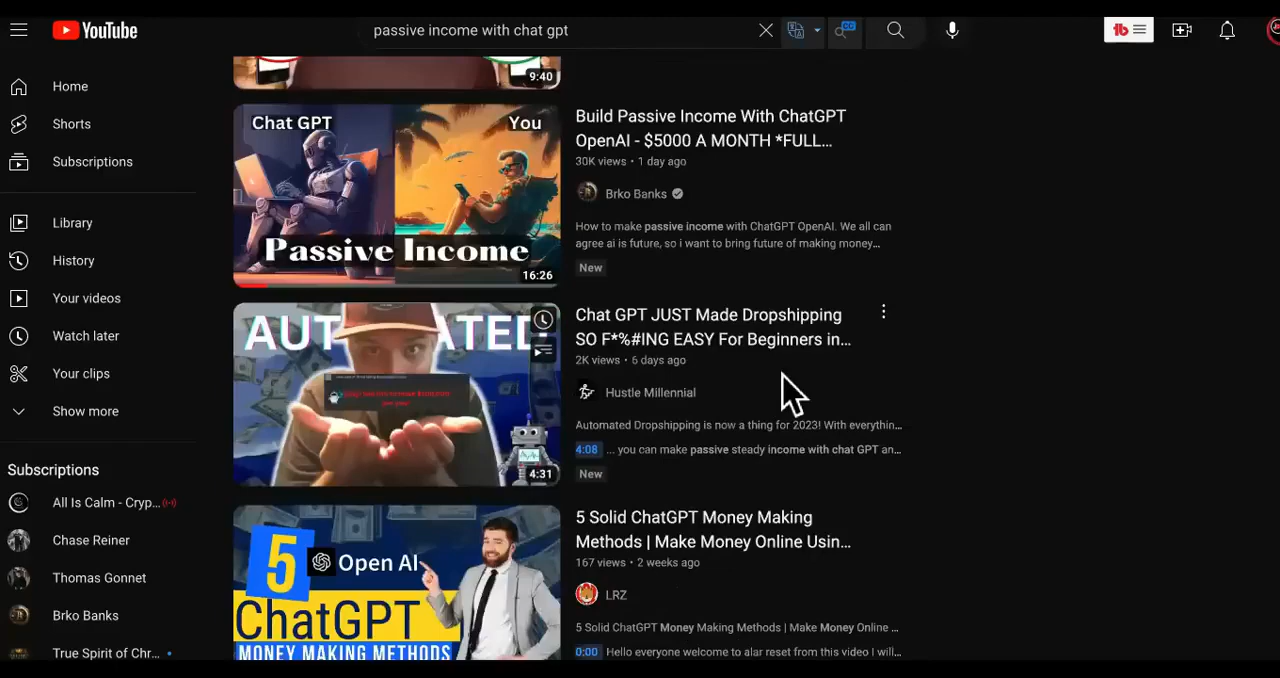 YouTube
passive income with chat gpt
CC
tb
Home
Shorts
Subscriptions
Library
History
Your videos
Watch later
Your clips
Show more
Subscriptions
All Is Calm - Cryp...
Chase Reiner
Thomas Gonnet
Brko Banks
True Spirit of Chr...
9:40
Chat GPT
You
Passive Income
16:26
Build Passive Income With ChatGPT
OpenAI - $5000 A MONTH *FULL...
30K views • 1 day ago
Brko Banks
How to make passive income with ChatGPT OpenAI. We all can
agree ai is future, so i want to bring future of making money...
New
AUT ATED
4:31
Chat GPT JUST Made Dropshipping
SO F*%#ING EASY For Beginners in...
2K views • 6 days ago
Hustle Millennial
Automated Dropshipping is now a thing for 2023! With everythin...
4:08 ... you can make passive steady income with chat GPT an...
New
5 Open AI
ChatGPT
MONEY MAKING METHODS
5 Solid ChatGPT Money Making
Methods | Make Money Online Usin...
167 views • 2 weeks ago
LRZ
5 Solid ChatGPT Money Making Methods | Make Money Online ...
0:00 Hello everyone welcome to alar reset from this video I will...